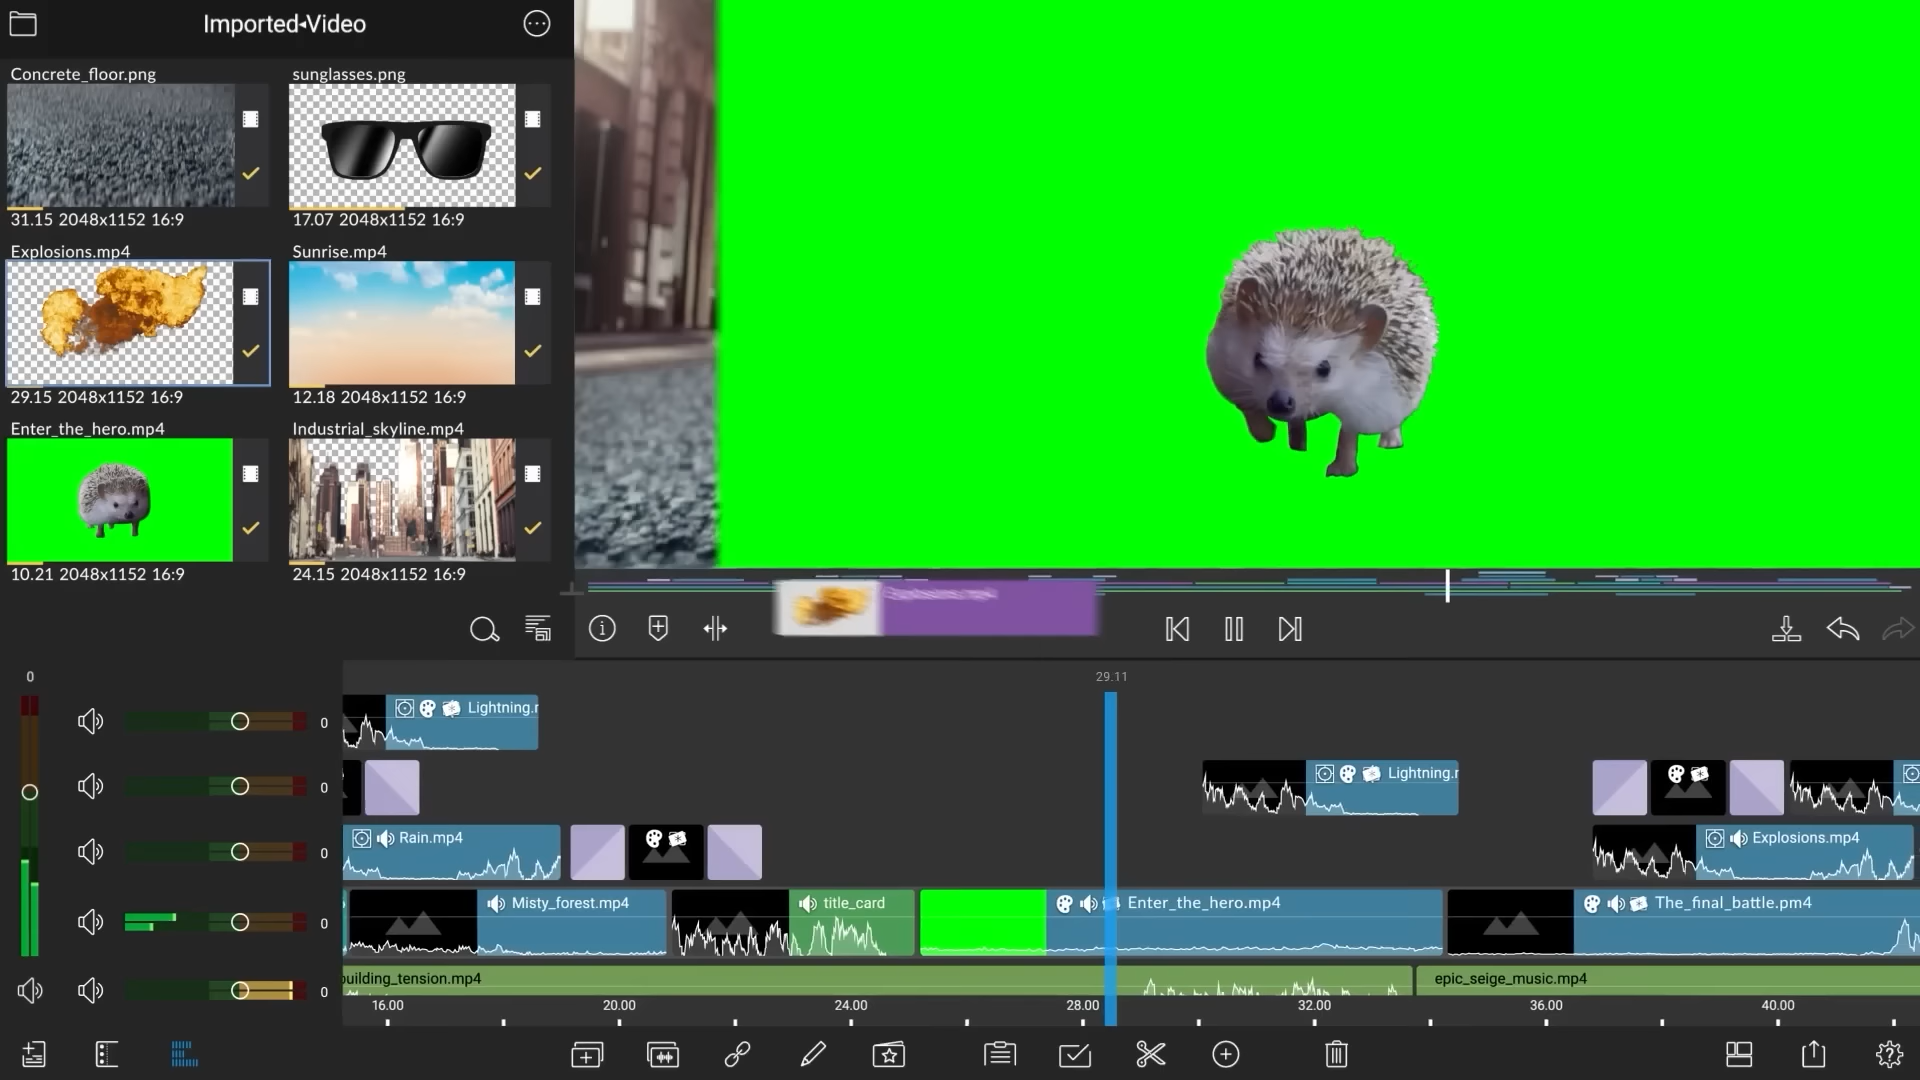 Imported◂Video
Concrete_floor.png
sunglasses.png
31.15 2048x1152 16:9
17.07 2048x1152 16:9
Explosions.mp4
Sunrise.mp4
29.15 2048x1152 16:9
12.18 2048x1152 16:9
Enter_the_hero.mp4
Industrial_skyline.mp4
10.21 2048x1152 16:9
24.15 2048x1152 16:9
Explosions.mp4
0
29.11
Lightning.r
0
Lightning.r
0
Rain.mp4
Explosions.mp4
0
Misty_forest.mp4
title_card
Enter_the_hero.mp4
The_final_battle.pm4
0
building_tension.mp4
epic_seige_music.mp4
0
16.00 20.00 24.00 28.00 32.00 36.00 40.00